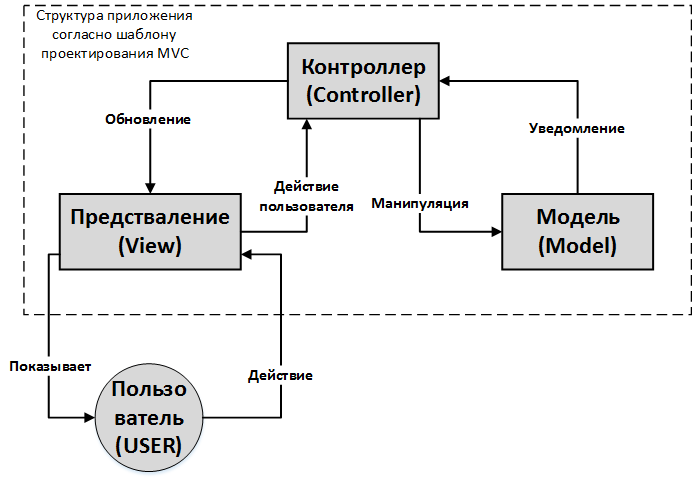 Структура приложения
согласно шаблону
проектирования MVC
Контроллер
(Controller)
Обновление
Уведомление
Действие
пользователя
Манипуляция
Предстваление
(View)
Модель
(Model)
Показывает
Действие
Пользо
ватель
(USER)